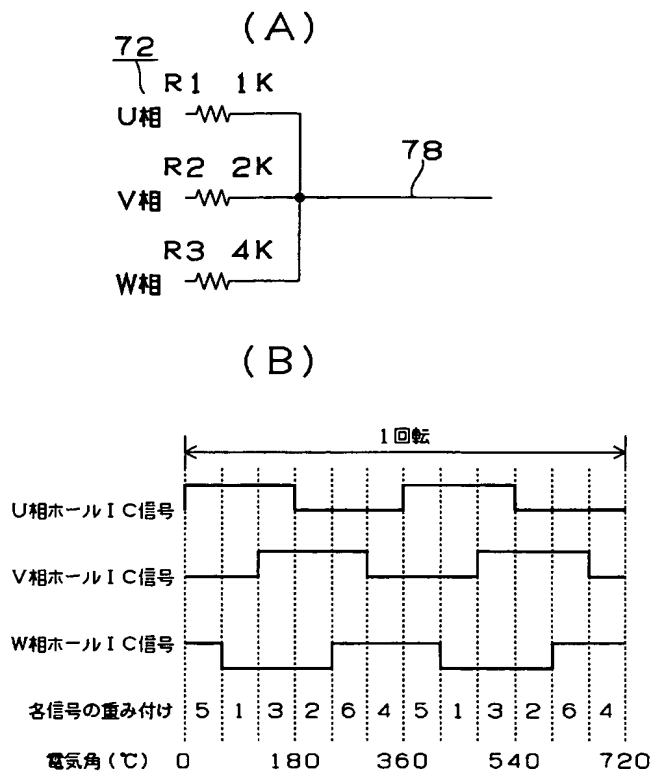 (A)
72
R1 1K
U相
R2 2K
78
V相
R3 4K
W相
(B)
1回転
U相ホールIC信号
V相ホールIC信号
W相ホールIC信号
各信号の重み付け 5 1 3 2 6 4 5 1 3 2 6 4
電気角(℃) 0 180 360 540 720